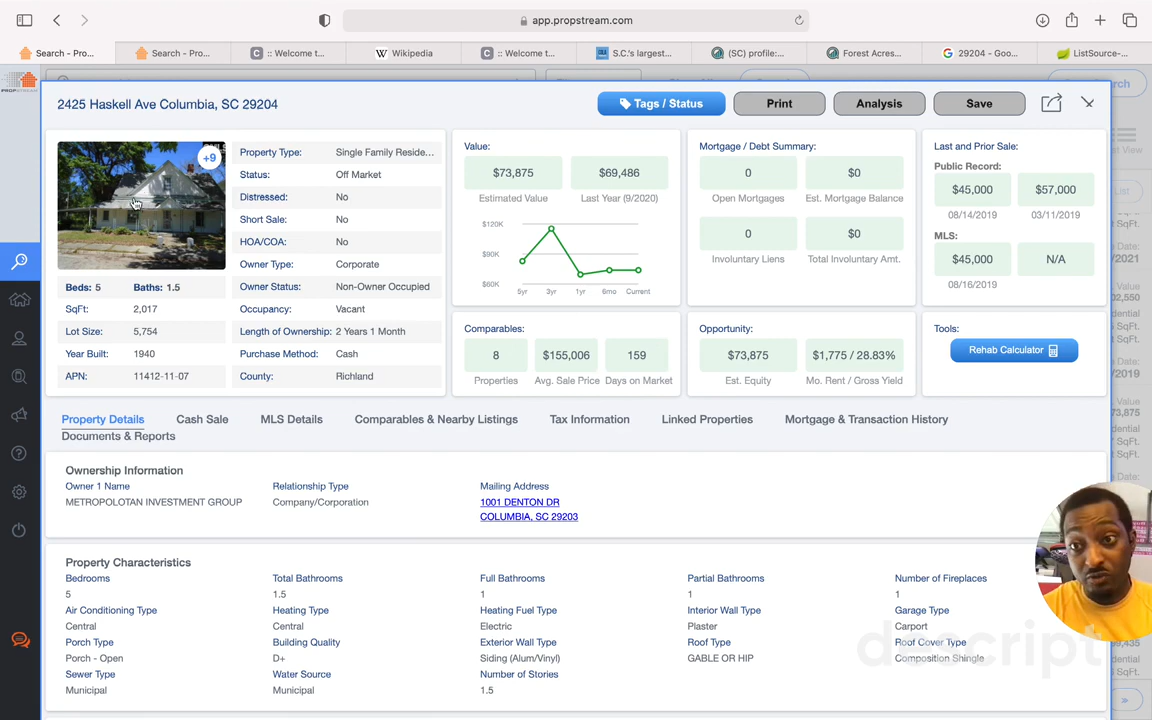 app.propstream.com
Search - Pro...
Search - Pro...
:: Welcome t...
Wikipedia
:: Welcome t...
S.C.'s largest...
(SC) profile:...
Forest Acres...
29204 - Goo...
ListSource-...
PROPSTREAM
2425 Haskell Ave Columbia, SC 29204
Tags / Status
Print
Analysis
Save
+9
Beds: 5 Baths: 1.5
SqFt: 2,017
Lot Size: 5,754
Year Built: 1940
APN: 11412-11-07
Property Type: Single Family Reside...
Status: Off Market
Distressed: No
Short Sale: No
HOA/COA: No
Owner Type: Corporate
Owner Status: Non-Owner Occupied
Occupancy: Vacant
Length of Ownership: 2 Years 1 Month
Purchase Method: Cash
County: Richland
Value:
$73,875 $69,486
Estimated Value Last Year (9/2020)
$120K
$90K
$60K
5yr 3yr 1yr 6mo Current
Mortgage / Debt Summary:
0 $0
Open Mortgages Est. Mortgage Balance
0 $0
Involuntary Liens Total Involuntary Amt.
Last and Prior Sale:
Public Record:
$45,000 $57,000
08/14/2019 03/11/2019
MLS:
$45,000 N/A
08/16/2019
Comparables:
8 $155,006 159
Properties Avg. Sale Price Days on Market
Opportunity:
$73,875 $1,775 / 28.83%
Est. Equity Mo. Rent / Gross Yield
Tools:
Rehab Calculator
Property Details Cash Sale MLS Details Comparables & Nearby Listings Tax Information Linked Properties Mortgage & Transaction History
Documents & Reports
Ownership Information
Owner 1 Name Relationship Type Mailing Address
METROPOLOTAN INVESTMENT GROUP Company/Corporation 1001 DENTON DR
COLUMBIA, SC 29203
Property Characteristics
Bedrooms Total Bathrooms Full Bathrooms Partial Bathrooms Number of Fireplaces
5 1.5 1 1 1
Air Conditioning Type Heating Type Heating Fuel Type Interior Wall Type Garage Type
Central Central Electric Plaster Carport
Porch Type Building Quality Exterior Wall Type Roof Type Roof Cover Type
Porch - Open D+ Siding (Alum/Vinyl) GABLE OR HIP Composition Shingle
Sewer Type Water Source Number of Stories
Municipal Municipal 1.5
descript